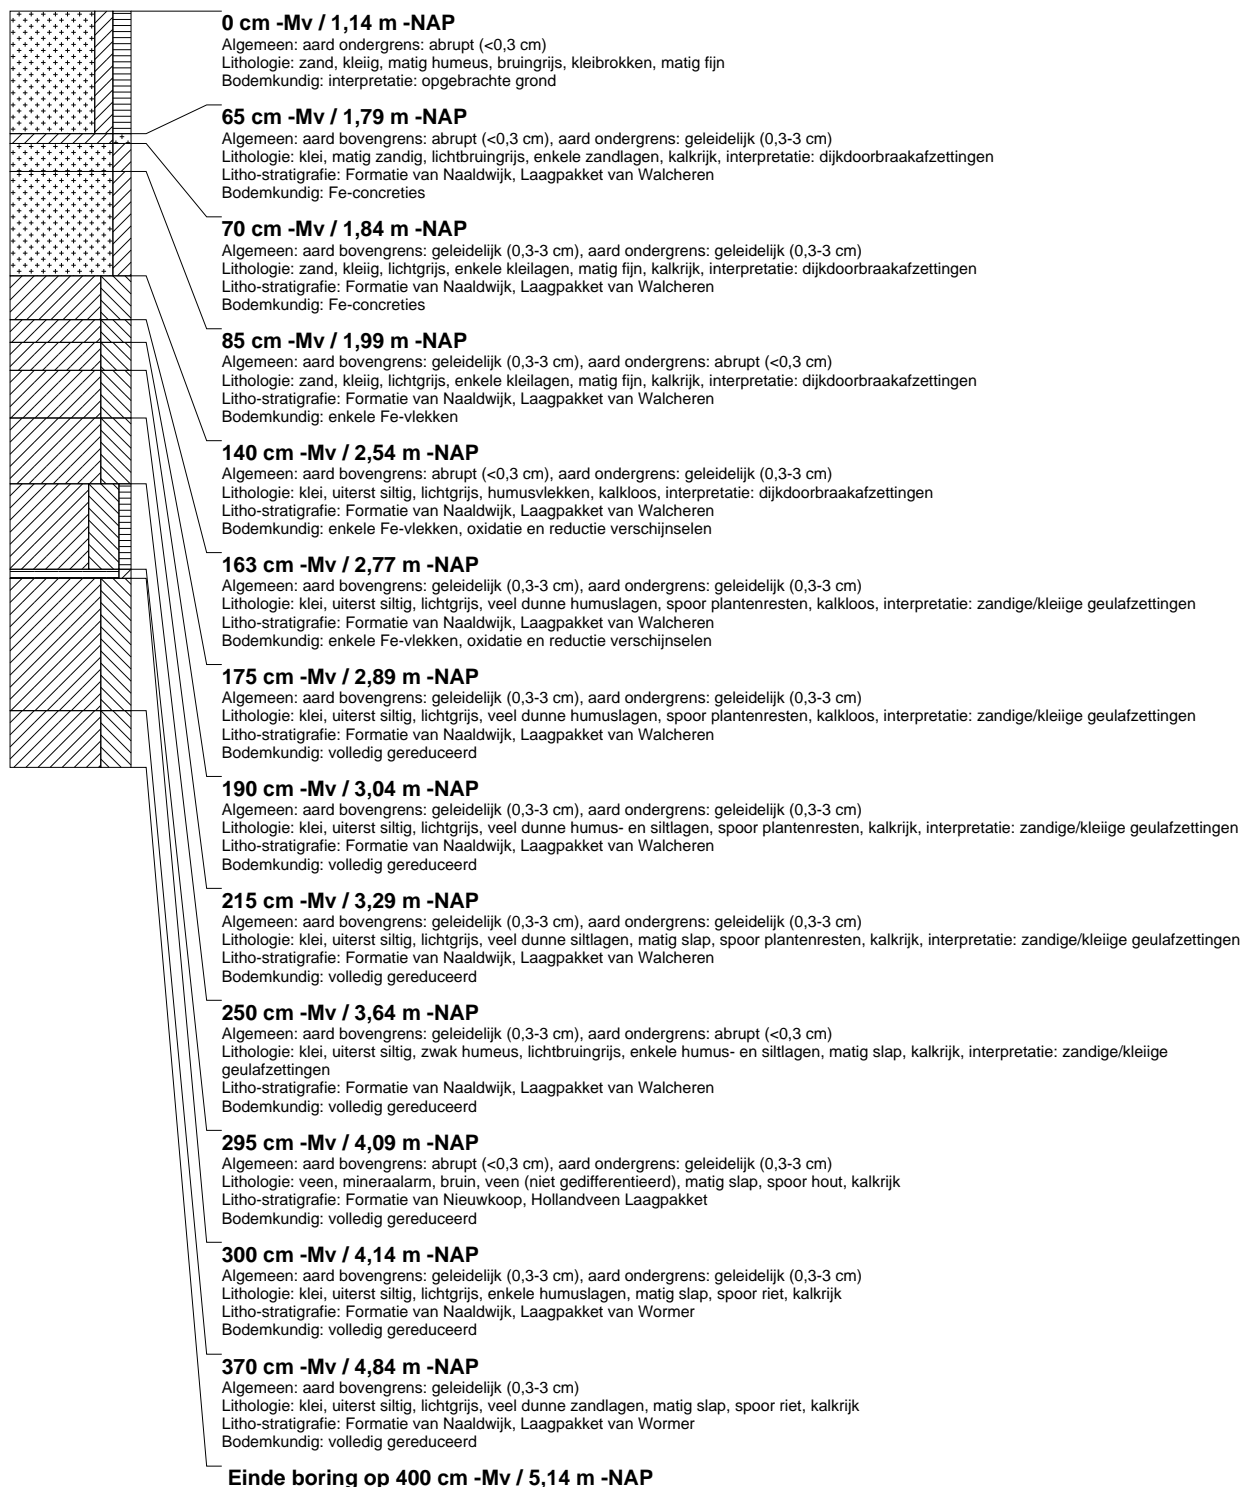 0 cm -Mv / 1,14 m -NAP
Algemeen: aard ondergrens: abrupt (<0,3 cm)
Lithologie: zand, kleiig, matig humeus, bruingrijs, kleibrokken, matig fijn
Bodemkundig: interpretatie: opgebrachte grond
65 cm -Mv / 1,79 m -NAP
Algemeen: aard bovengrens: abrupt (<0,3 cm), aard ondergrens: geleidelijk (0,3-3 cm)
Lithologie: klei, matig zandig, lichtbruingrijs, enkele zandlagen, kalkrijk, interpretatie: dijkdoorbraakafzettingen
Litho-stratigrafie: Formatie van Naaldwijk, Laagpakket van Walcheren
Bodemkundig: Fe-concreties
70 cm -Mv / 1,84 m -NAP
Algemeen: aard bovengrens: geleidelijk (0,3-3 cm), aard ondergrens: geleidelijk (0,3-3 cm)
Lithologie: zand, kleiig, lichtgrijs, enkele kleilagen, matig fijn, kalkrijk, interpretatie: dijkdoorbraakafzettingen
Litho-stratigrafie: Formatie van Naaldwijk, Laagpakket van Walcheren
Bodemkundig: Fe-concreties
85 cm -Mv / 1,99 m -NAP
Algemeen: aard bovengrens: geleidelijk (0,3-3 cm), aard ondergrens: abrupt (<0,3 cm)
Lithologie: zand, kleiig, lichtgrijs, enkele kleilagen, matig fijn, kalkrijk, interpretatie: dijkdoorbraakafzettingen
Litho-stratigrafie: Formatie van Naaldwijk, Laagpakket van Walcheren
Bodemkundig: enkele Fe-vlekken
140 cm -Mv / 2,54 m -NAP
Algemeen: aard bovengrens: abrupt (<0,3 cm), aard ondergrens: geleidelijk (0,3-3 cm)
Lithologie: klei, uiterst siltig, lichtgrijs, humusvlekken, kalkloos, interpretatie: dijkdoorbraakafzettingen
Litho-stratigrafie: Formatie van Naaldwijk, Laagpakket van Walcheren
Bodemkundig: enkele Fe-vlekken, oxidatie en reductie verschijnselen
163 cm -Mv / 2,77 m -NAP
Algemeen: aard bovengrens: geleidelijk (0,3-3 cm), aard ondergrens: geleidelijk (0,3-3 cm)
Lithologie: klei, uiterst siltig, lichtgrijs, veel dunne humuslagen, spoor plantenresten, kalkloos, interpretatie: zandige/kleiige geulafzettingen
Litho-stratigrafie: Formatie van Naaldwijk, Laagpakket van Walcheren
Bodemkundig: enkele Fe-vlekken, oxidatie en reductie verschijnselen
175 cm -Mv / 2,89 m -NAP
Algemeen: aard bovengrens: geleidelijk (0,3-3 cm), aard ondergrens: geleidelijk (0,3-3 cm)
Lithologie: klei, uiterst siltig, lichtgrijs, veel dunne humuslagen, spoor plantenresten, kalkloos, interpretatie: zandige/kleiige geulafzettingen
Litho-stratigrafie: Formatie van Naaldwijk, Laagpakket van Walcheren
Bodemkundig: volledig gereduceerd
190 cm -Mv / 3,04 m -NAP
Algemeen: aard bovengrens: geleidelijk (0,3-3 cm), aard ondergrens: geleidelijk (0,3-3 cm)
Lithologie: klei, uiterst siltig, lichtgrijs, veel dunne humus- en siltlagen, spoor plantenresten, kalkrijk, interpretatie: zandige/kleiige geulafzettingen
Litho-stratigrafie: Formatie van Naaldwijk, Laagpakket van Walcheren
Bodemkundig: volledig gereduceerd
215 cm -Mv / 3,29 m -NAP
Algemeen: aard bovengrens: geleidelijk (0,3-3 cm), aard ondergrens: geleidelijk (0,3-3 cm)
Lithologie: klei, uiterst siltig, lichtgrijs, veel dunne siltlagen, matig slap, spoor plantenresten, kalkrijk, interpretatie: zandige/kleiige geulafzettingen
Litho-stratigrafie: Formatie van Naaldwijk, Laagpakket van Walcheren
Bodemkundig: volledig gereduceerd
250 cm -Mv / 3,64 m -NAP
Algemeen: aard bovengrens: geleidelijk (0,3-3 cm), aard ondergrens: abrupt (<0,3 cm)
Lithologie: klei, uiterst siltig, zwak humeus, lichtbruingrijs, enkele humus- en siltlagen, matig slap, kalkrijk, interpretatie: zandige/kleiige
geulafzettingen
Litho-stratigrafie: Formatie van Naaldwijk, Laagpakket van Walcheren
Bodemkundig: volledig gereduceerd
295 cm -Mv / 4,09 m -NAP
Algemeen: aard bovengrens: abrupt (<0,3 cm), aard ondergrens: geleidelijk (0,3-3 cm)
Lithologie: veen, mineraalarm, bruin, veen (niet gedifferentieerd), matig slap, spoor hout, kalkrijk
Litho-stratigrafie: Formatie van Nieuwkoop, Hollandveen Laagpakket
Bodemkundig: volledig gereduceerd
300 cm -Mv / 4,14 m -NAP
Algemeen: aard bovengrens: geleidelijk (0,3-3 cm), aard ondergrens: geleidelijk (0,3-3 cm)
Lithologie: klei, uiterst siltig, lichtgrijs, enkele humuslagen, matig slap, spoor riet, kalkrijk
Litho-stratigrafie: Formatie van Naaldwijk, Laagpakket van Wormer
Bodemkundig: volledig gereduceerd
370 cm -Mv / 4,84 m -NAP
Algemeen: aard bovengrens: geleidelijk (0,3-3 cm)
Lithologie: klei, uiterst siltig, lichtgrijs, veel dunne zandlagen, matig slap, spoor riet, kalkrijk
Litho-stratigrafie: Formatie van Naaldwijk, Laagpakket van Wormer
Bodemkundig: volledig gereduceerd
Einde boring op 400 cm -Mv / 5,14 m -NAP